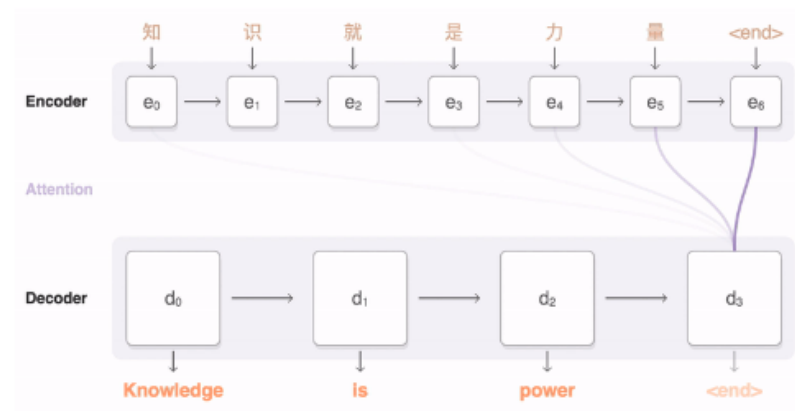 知 识 就 是 力 量 <end>
Encoder e₀ e₁ e₂ e₃ e₄ e₅ e₆
Attention
Decoder d₀ d₁ d₂ d₃
Knowledge is power <end>